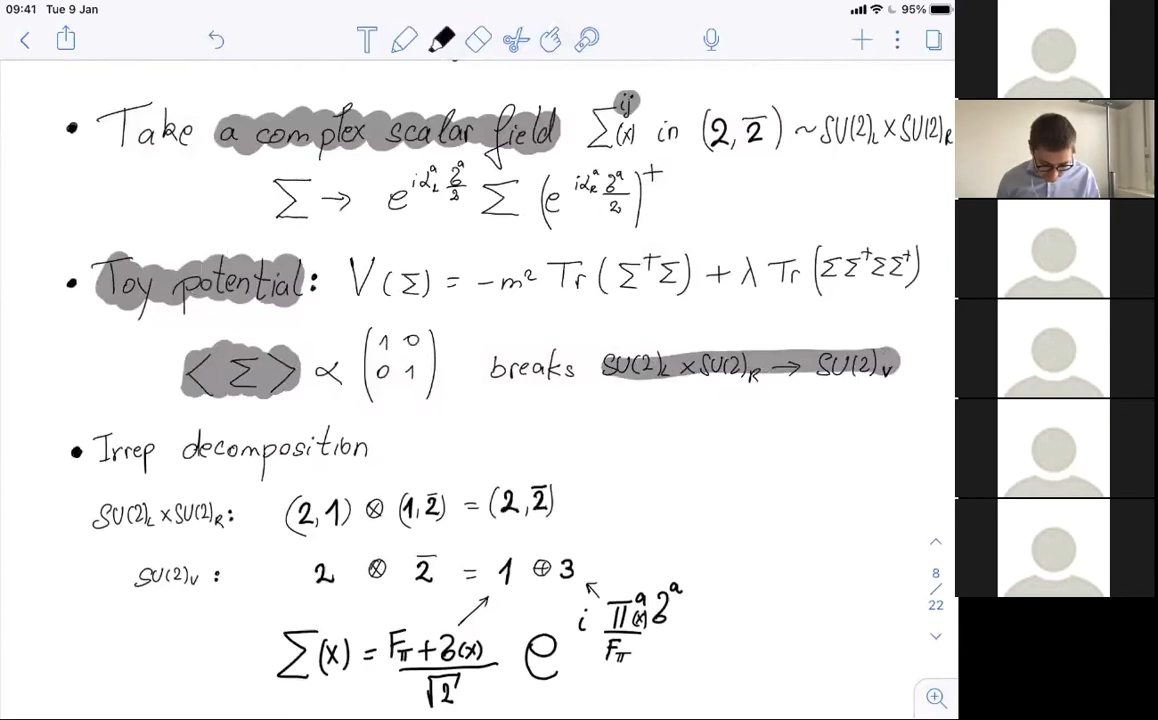 09:41 Tue 9 Jan 95%
• Take a complex scalar field Σ^{ij}(x) in (2, 2̄) ~ SU(2)_L × SU(2)_R
Σ → e^{iα_L^a σ^a/2} Σ (e^{iα_R^a σ^a/2})^†
• Toy potential: V(Σ) = -m² Tr(Σ^†Σ) + λ Tr(ΣΣ^†ΣΣ^†)
<Σ> ∝ (1 0
0 1) breaks SU(2)_L × SU(2)_R → SU(2)_V
• Irrep decomposition
SU(2)_L × SU(2)_R: (2,1) ⊗ (1,2̄) = (2,2̄)
SU(2)_V : 2 ⊗ 2̄ = 1 ⊕ 3
Σ(x) = (F_π + σ(x))/√2 e^{i π^a(x) σ^a / F_π}
8
/
22